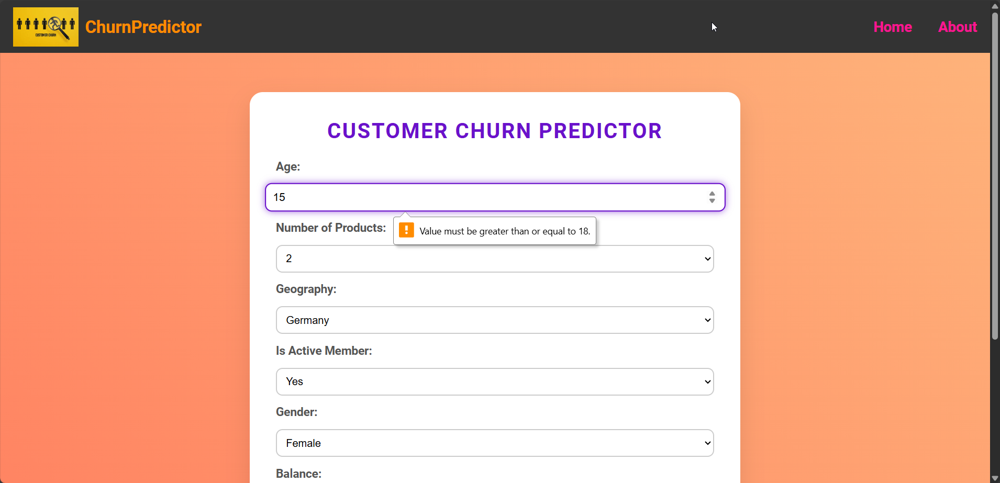 CUSTOMER CHURN
ChurnPredictor
Home
About
CUSTOMER CHURN PREDICTOR
Age:
15
Value must be greater than or equal to 18.
Number of Products:
2
Geography:
Germany
Is Active Member:
Yes
Gender:
Female
Balance: